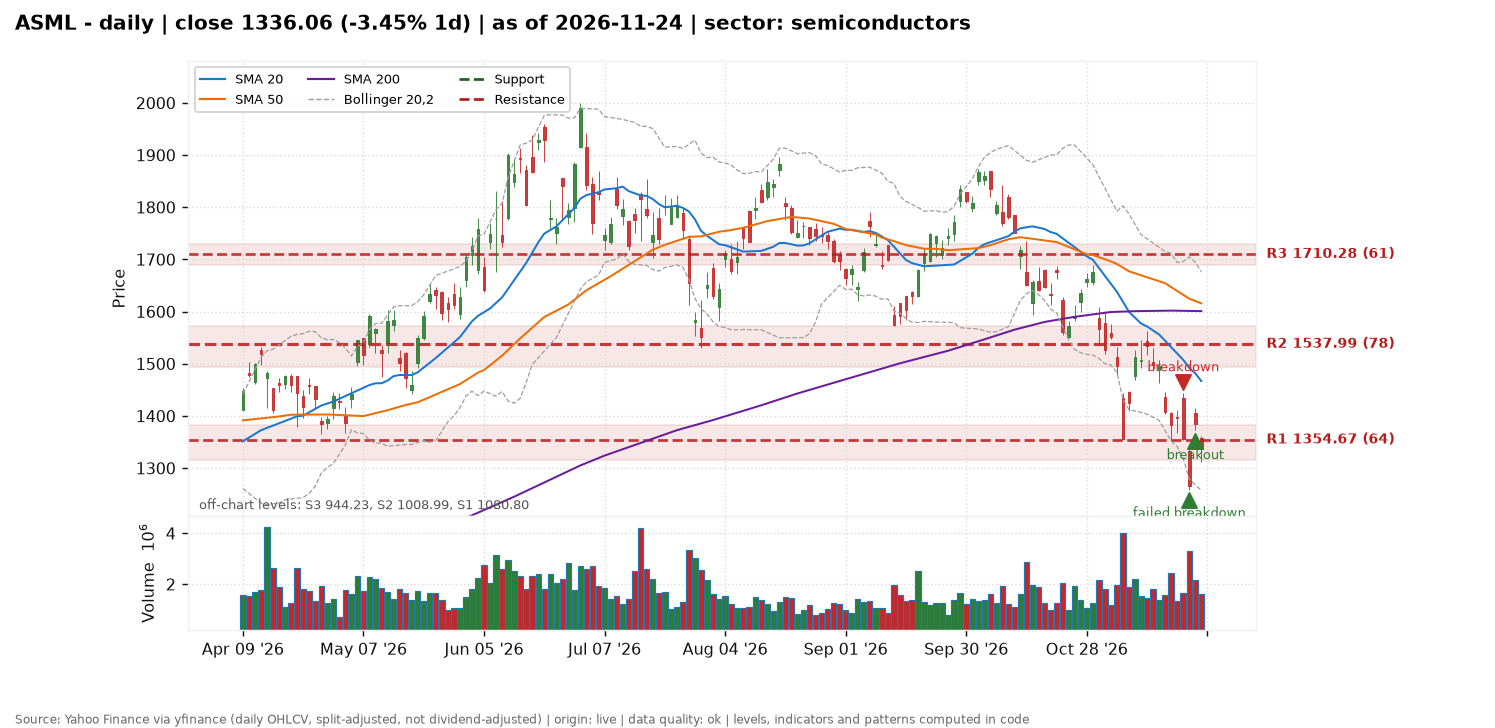 ASML - daily | close 1336.06 (-3.45% 1d) | as of 2026-11-24 | sector: semiconductors
SMA 20
SMA 50
SMA 200
Bollinger 20,2
Support
Resistance
Price
2000
1900
1800
1700
1600
1500
1400
1300
R3 1710.28 (61)
R2 1537.99 (78)
R1 1354.67 (64)
breakdown
breakout
failed breakdown
off-chart levels: S3 944.23, S2 1008.99, S1 1080.80
Volume 10⁶
4
2
Apr 09 '26
May 07 '26
Jun 05 '26
Jul 07 '26
Aug 04 '26
Sep 01 '26
Sep 30 '26
Oct 28 '26
Source: Yahoo Finance via yfinance (daily OHLCV, split-adjusted, not dividend-adjusted) | origin: live | data quality: ok | levels, indicators and patterns computed in code